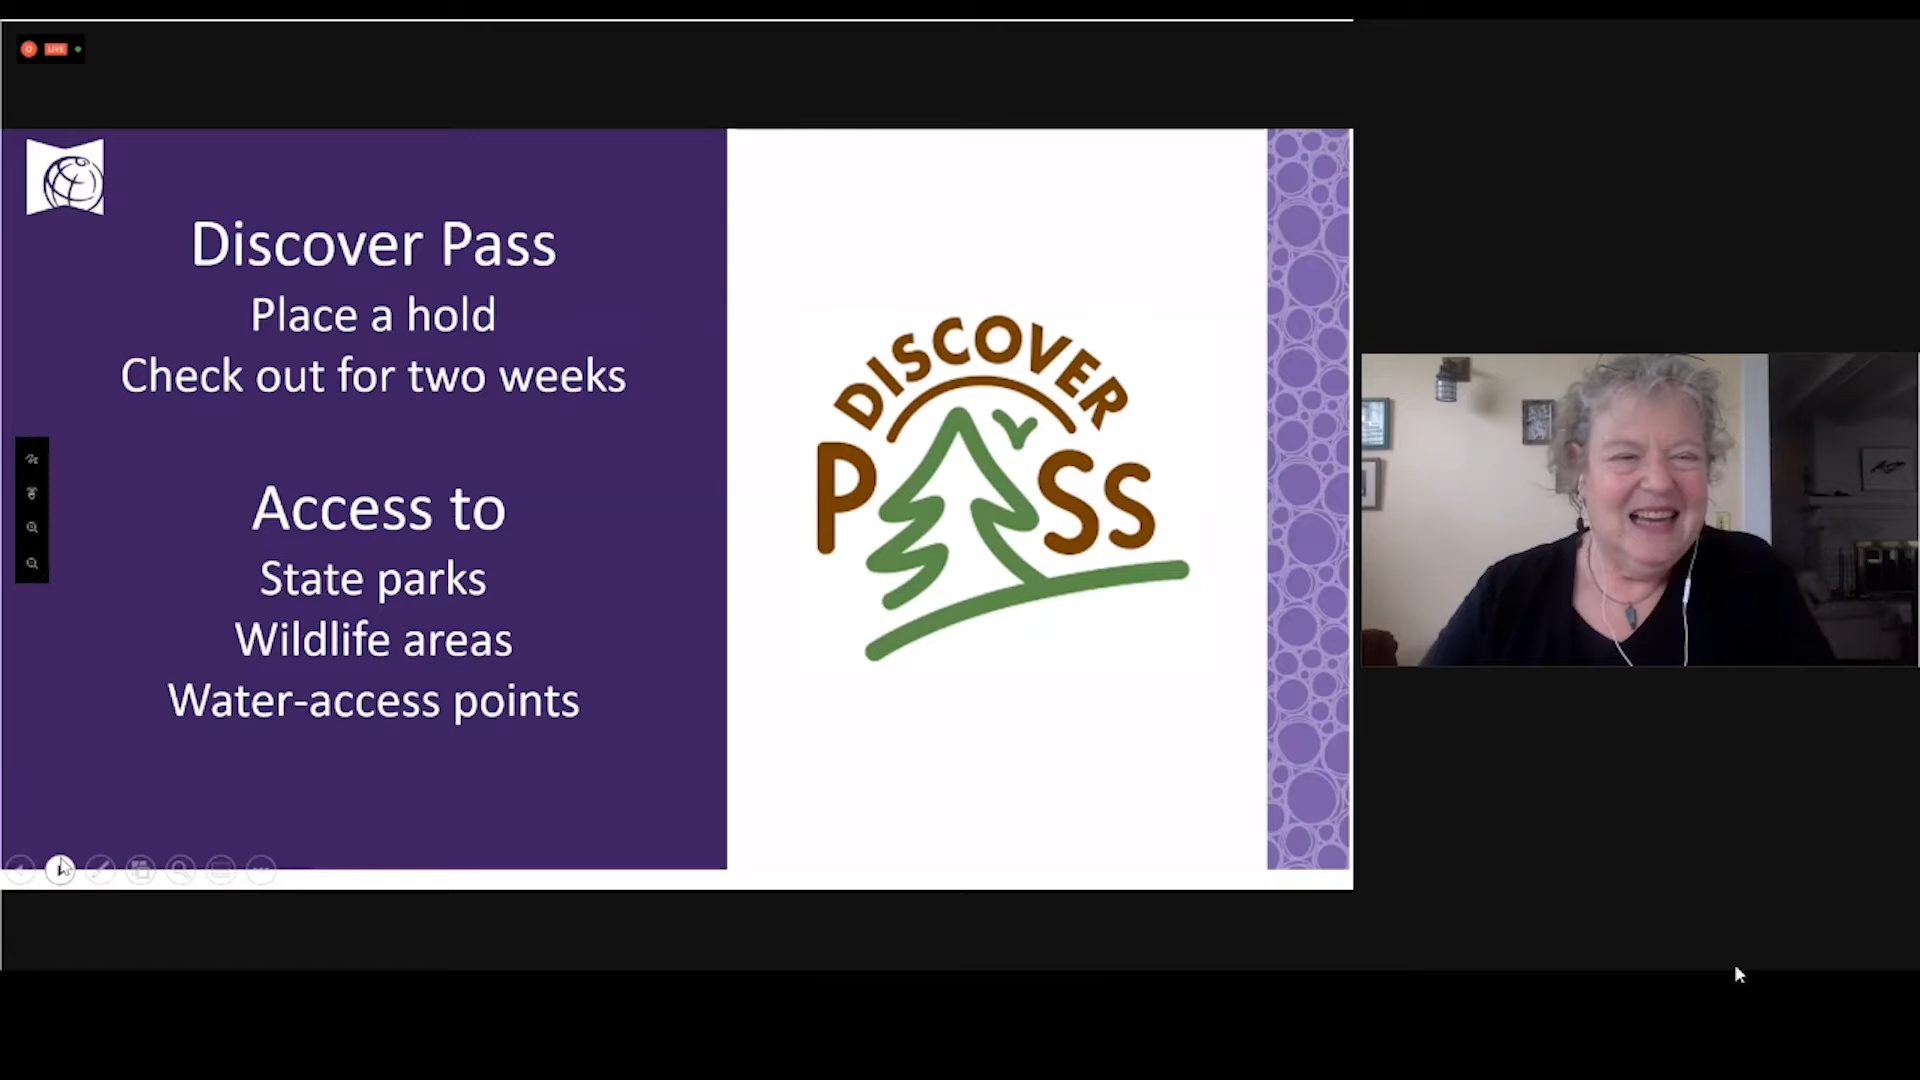 LIVE
Discover Pass
Place a hold
Check out for two weeks
Access to
State parks
Wildlife areas
Water-access points
DISCOVER
PASS